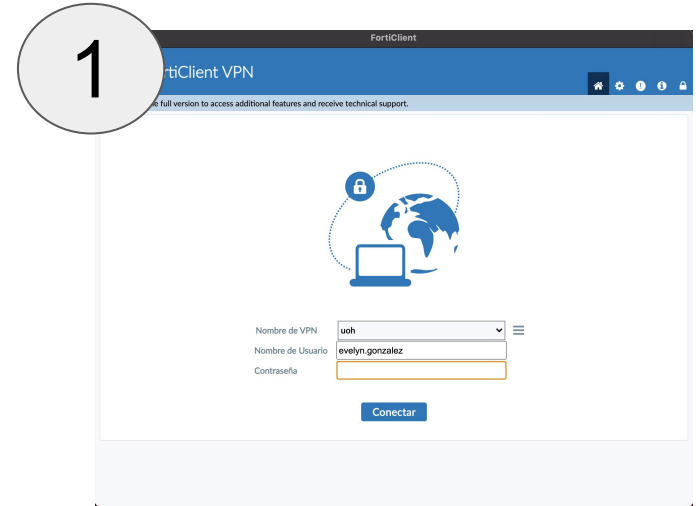 1
FortiClient
rtiClient VPN
e full version to access additional features and receive technical support.
Nombre de VPN uoh
Nombre de Usuario evelyn.gonzalez
Contraseña
Conectar